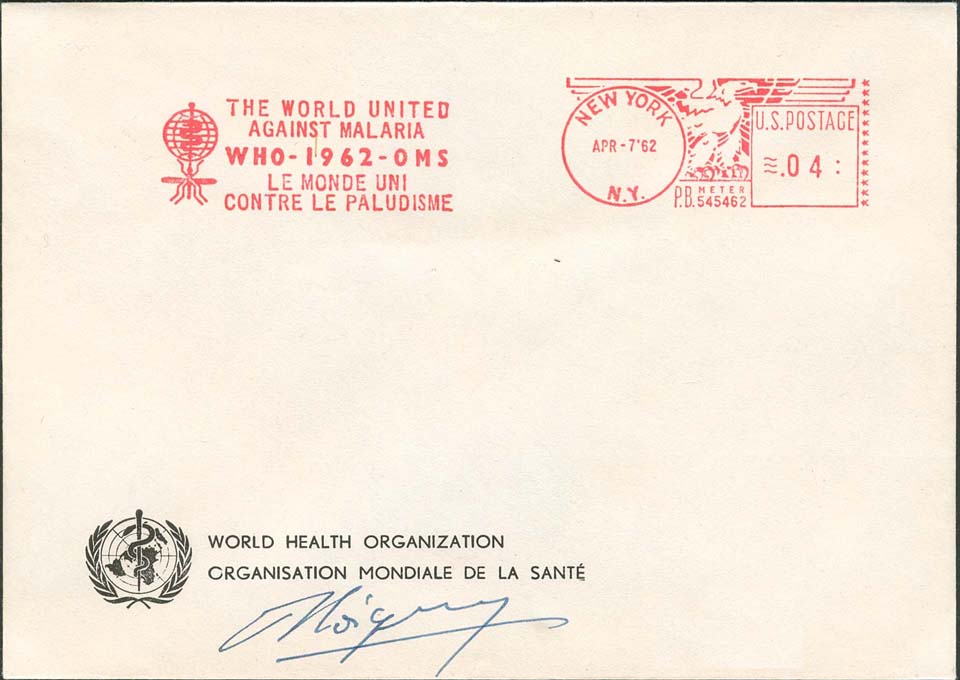 THE WORLD UNITED
AGAINST MALARIA
WHO-1962-OMS
LE MONDE UNI
CONTRE LE PALUDISME
NEW YORK
APR-7'62
N.Y.
P.B. METER
545462
U.S. POSTAGE
.04
WORLD HEALTH ORGANIZATION
ORGANISATION MONDIALE DE LA SANTÉ